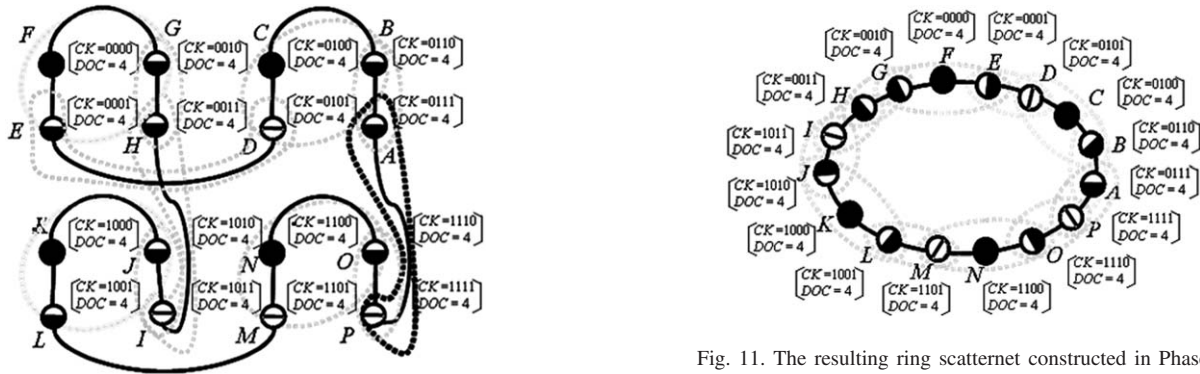 F
G
C
B
CK=0000
DOC = 4
CK=0010
DOC = 4
CK=0100
DOC = 4
CK=0110
DOC = 4
CK=0001
DOC = 4
CK=0011
DOC = 4
CK=0101
DOC = 4
CK=0111
DOC = 4
E
H
D
A
K
J
N
O
CK=1000
DOC = 4
CK=1010
DOC = 4
CK=1100
DOC = 4
CK=1110
DOC = 4
CK=1001
DOC = 4
CK=1011
DOC = 4
CK=1101
DOC = 4
CK=1111
DOC = 4
L
I
M
P
CK=0000
DOC = 4
CK=0001
DOC = 4
CK=0010
DOC = 4
CK=0101
DOC = 4
CK=0011
DOC = 4
CK=0100
DOC = 4
CK=1011
DOC = 4
CK=0110
DOC = 4
CK=1010
DOC = 4
CK=0111
DOC = 4
CK=1000
DOC = 4
CK=1111
DOC = 4
CK=1001
DOC = 4
CK=1110
DOC = 4
CK=1101
DOC = 4
CK=1100
DOC = 4
F
E
G
D
H
C
I
B
J
A
K
P
L
O
M
N
Fig. 11. The resulting ring scatternet constructed in Phase